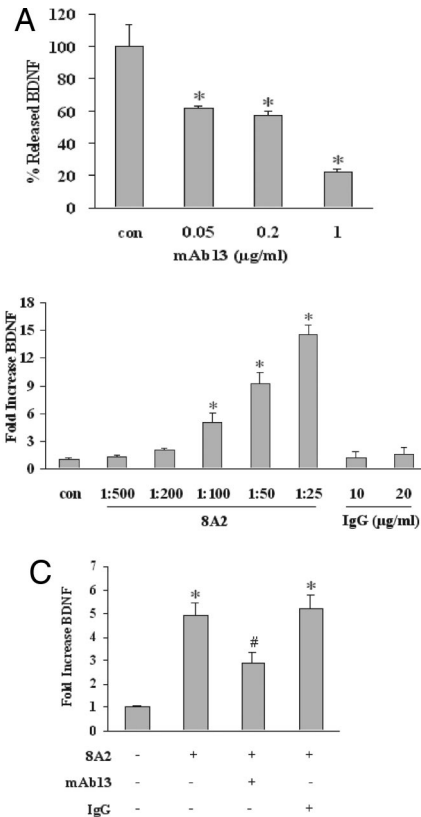 A
120
100
80
60
40
20
0
% Released BDNF
* * *
con 0.05 0.2 1
mAb13 (µg/ml)
18
15
12
9
6
3
0
Fold Increase BDNF
* * *
con 1:500 1:200 1:100 1:50 1:25 10 20
8A2 IgG (µg/ml)
C
7
6
5
4
3
2
1
0
Fold Increase BDNF
* # *
8A2 - + + +
mAb13 - - + -
IgG - - - +